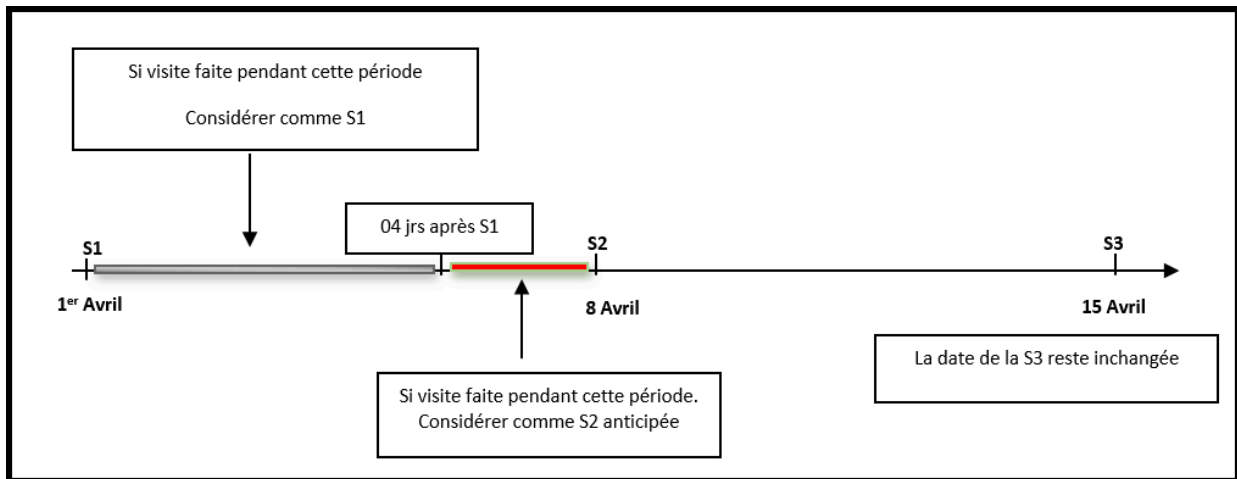 Si visite faite pendant cette période
Considérer comme S1
04 jrs après S1
S1
S2
S3
1er Avril
8 Avril
15 Avril
La date de la S3 reste inchangée
Si visite faite pendant cette période.
Considérer comme S2 anticipée